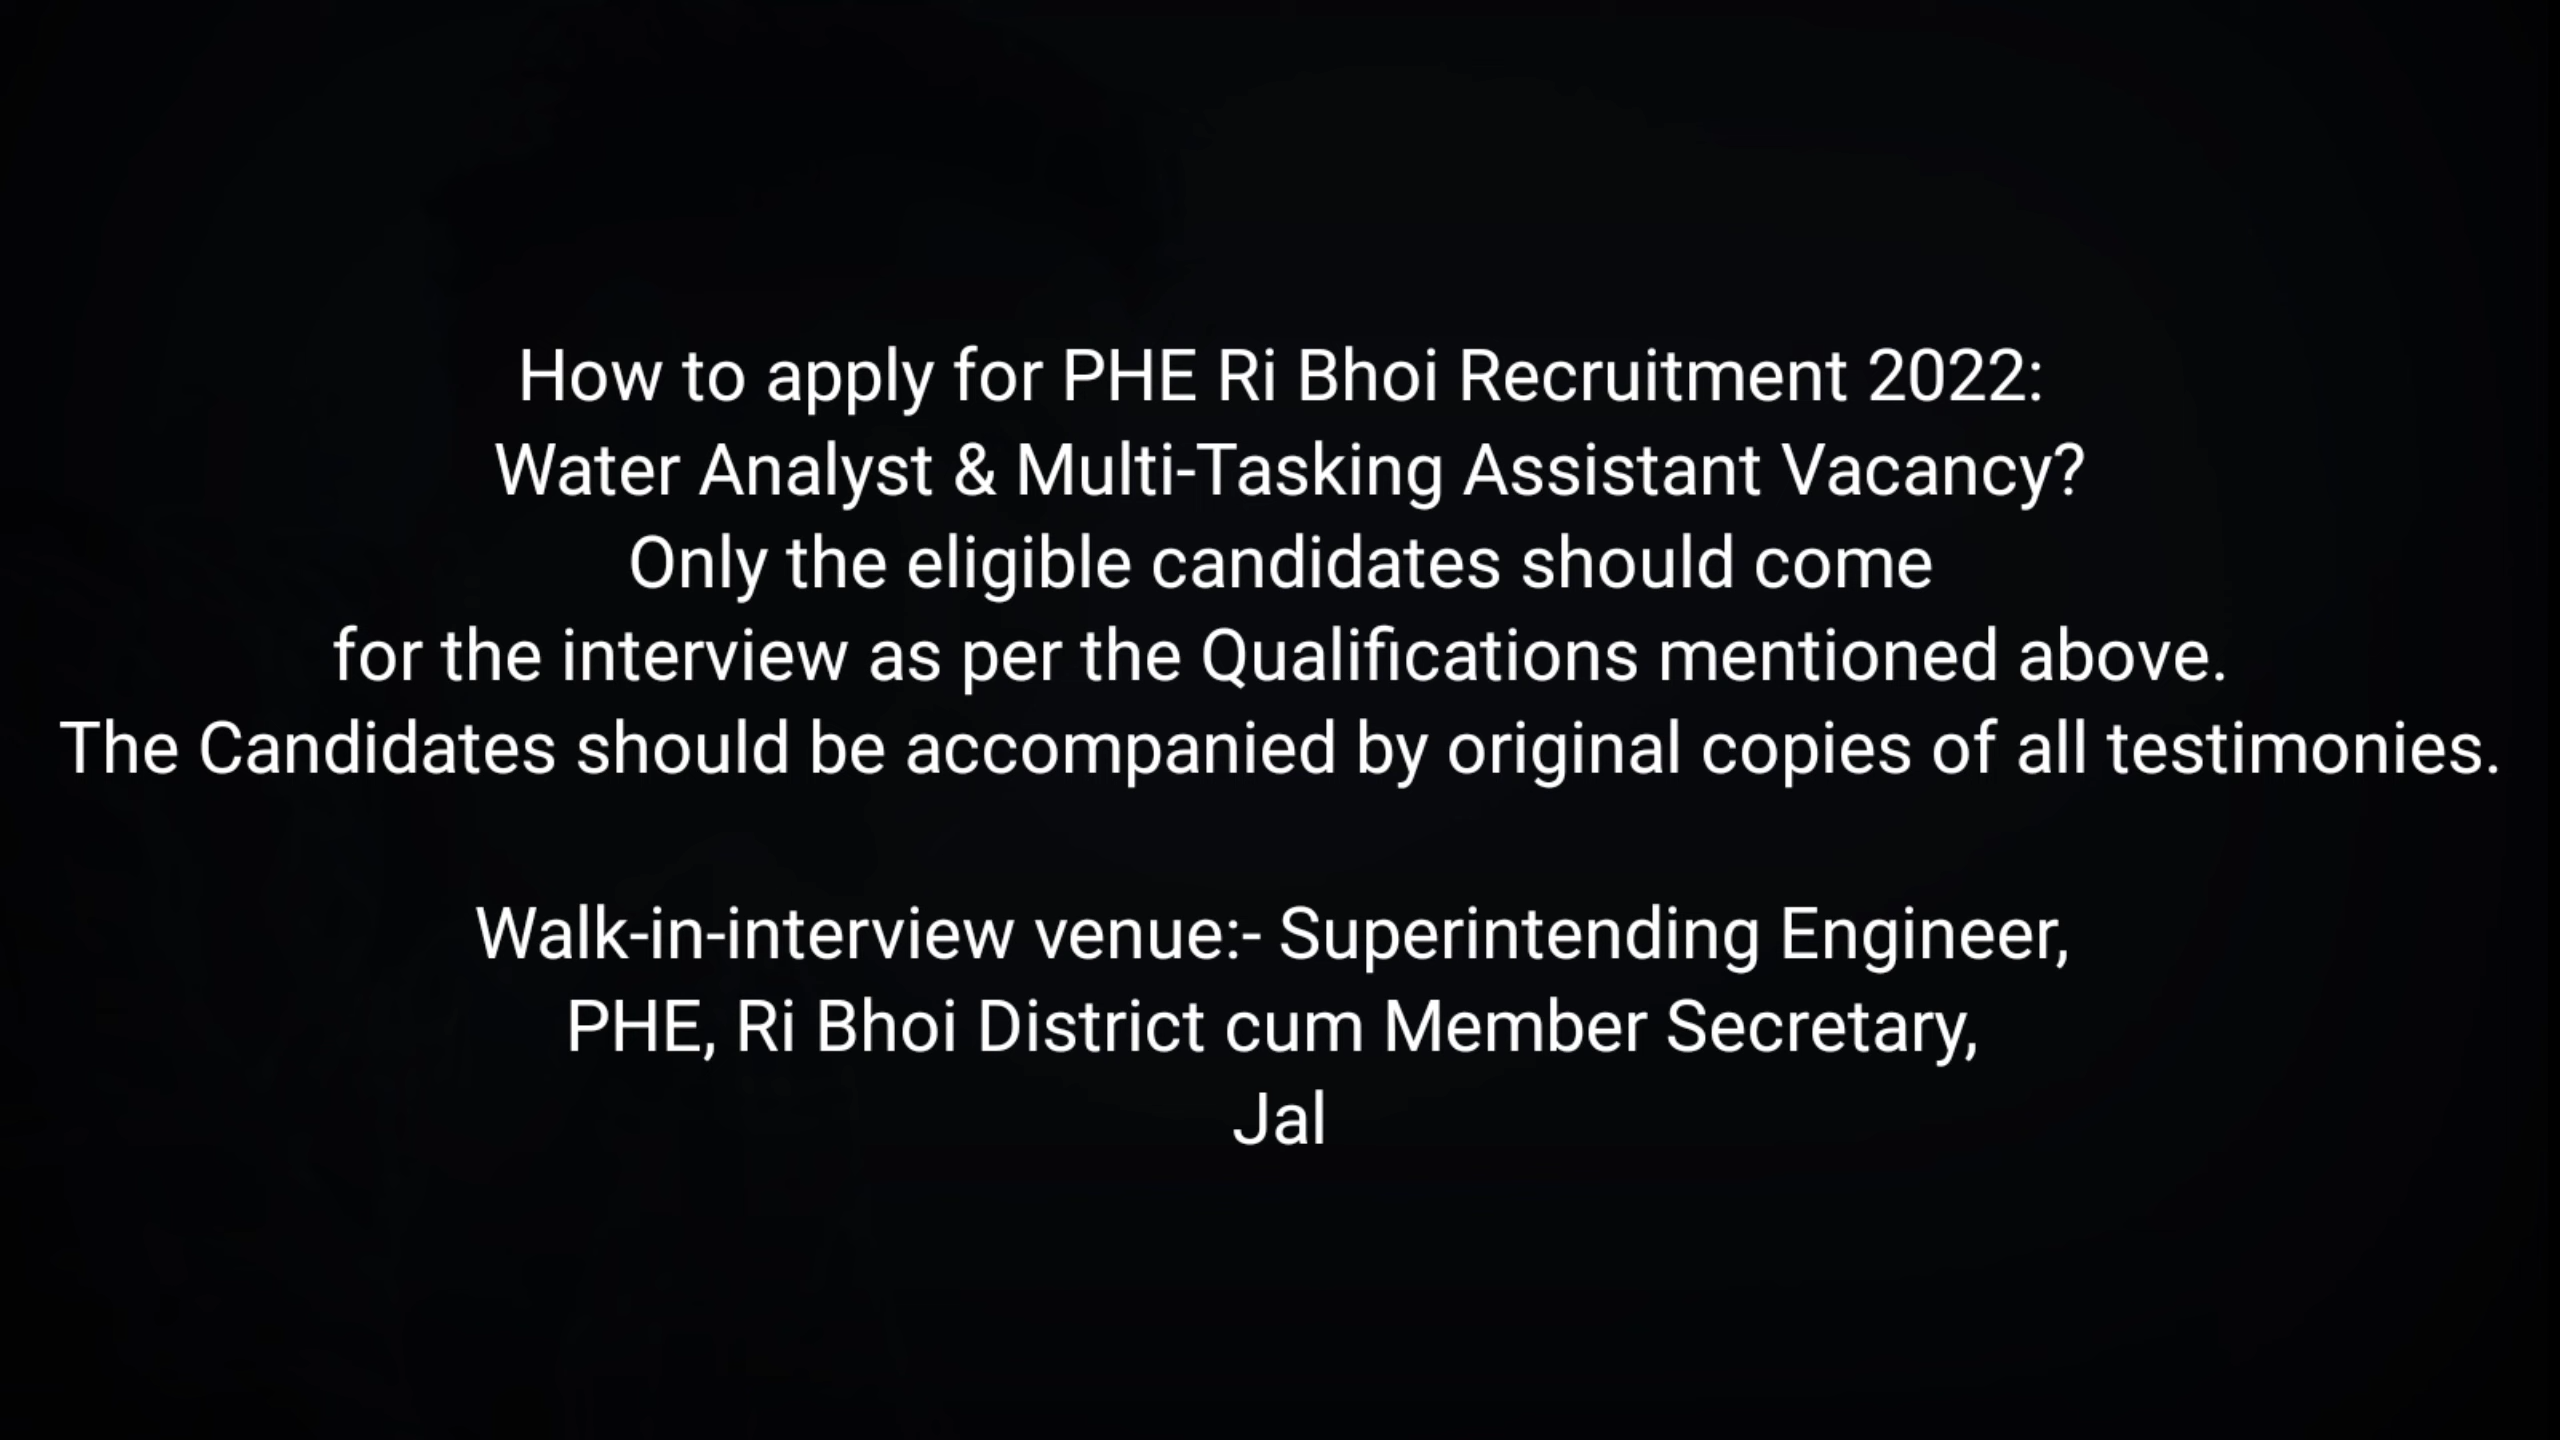 How to apply for PHE Ri Bhoi Recruitment 2022:
Water Analyst & Multi-Tasking Assistant Vacancy?
Only the eligible candidates should come
for the interview as per the Qualifications mentioned above.
The Candidates should be accompanied by original copies of all testimonies.
Walk-in-interview venue:- Superintending Engineer,
PHE, Ri Bhoi District cum Member Secretary,
Jal